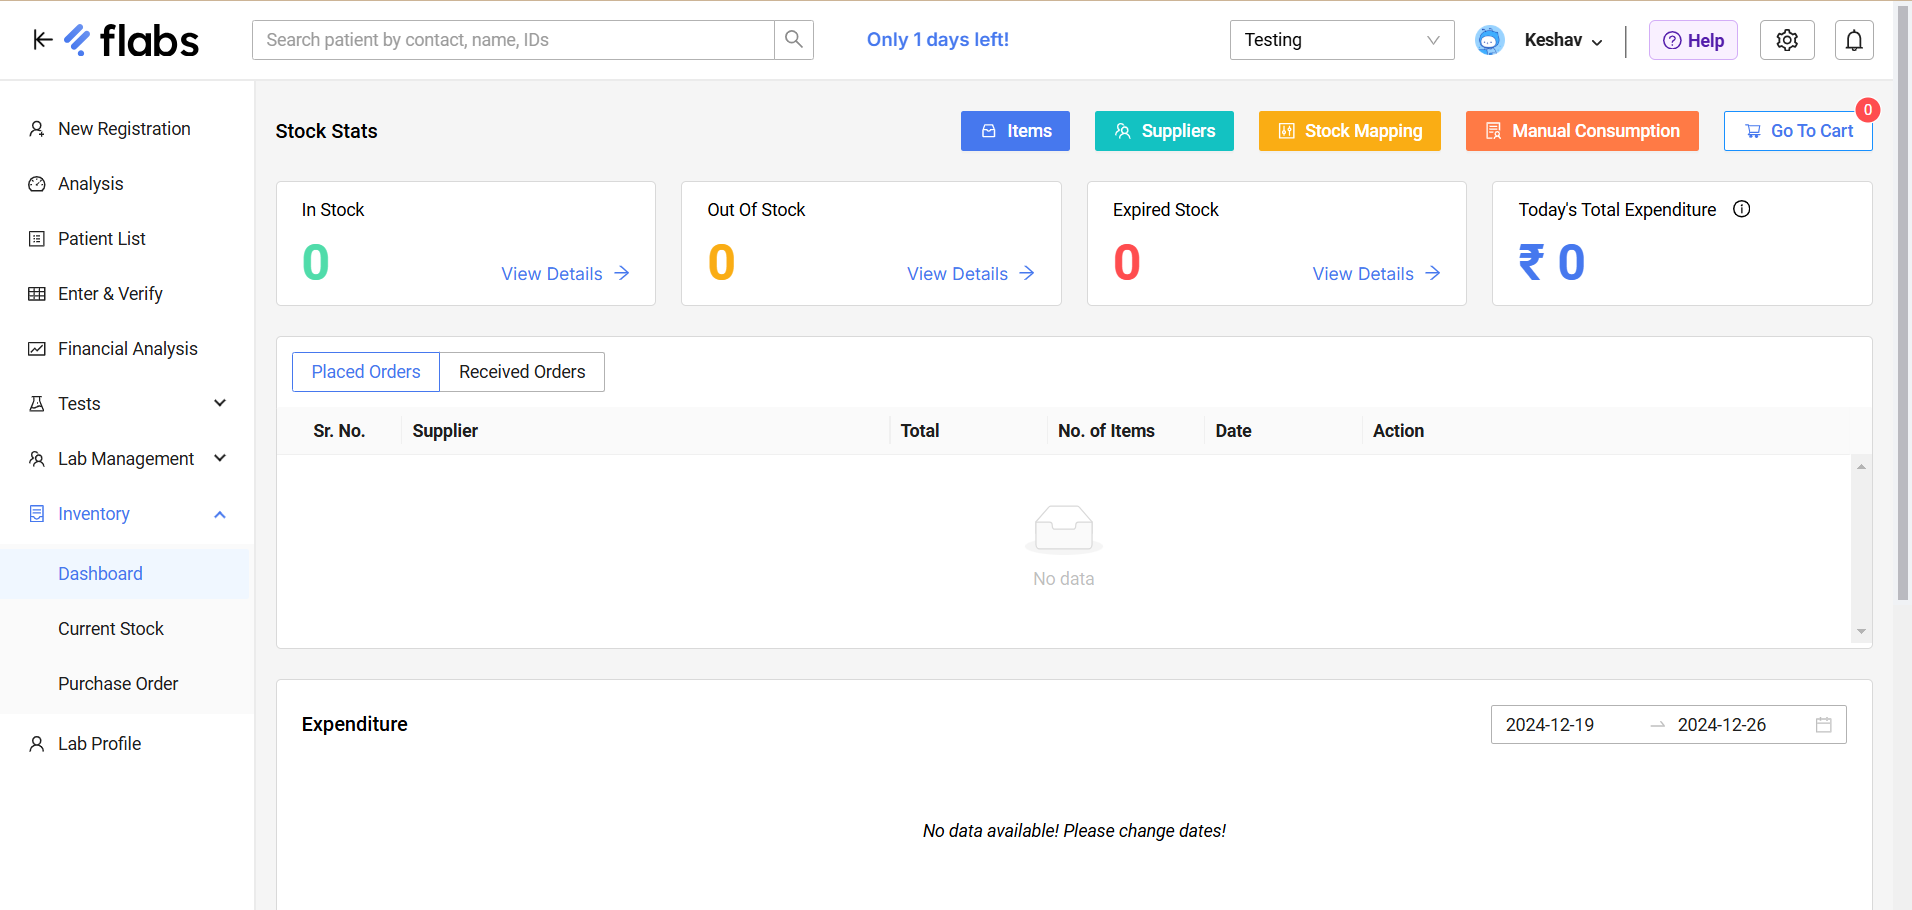 flabs
Search patient by contact, name, IDs
Only 1 days left!
Testing
Keshav
Help
New Registration
Analysis
Patient List
Enter & Verify
Financial Analysis
Tests
Lab Management
Inventory
Dashboard
Current Stock
Purchase Order
Lab Profile
Stock Stats
Items
Suppliers
Stock Mapping
Manual Consumption
Go To Cart
0
In Stock
0
View Details
Out Of Stock
0
View Details
Expired Stock
0
View Details
Today's Total Expenditure
₹ 0
Placed Orders
Received Orders
Sr. No. Supplier Total No. of Items Date Action
No data
Expenditure
2024-12-19 2024-12-26
No data available! Please change dates!